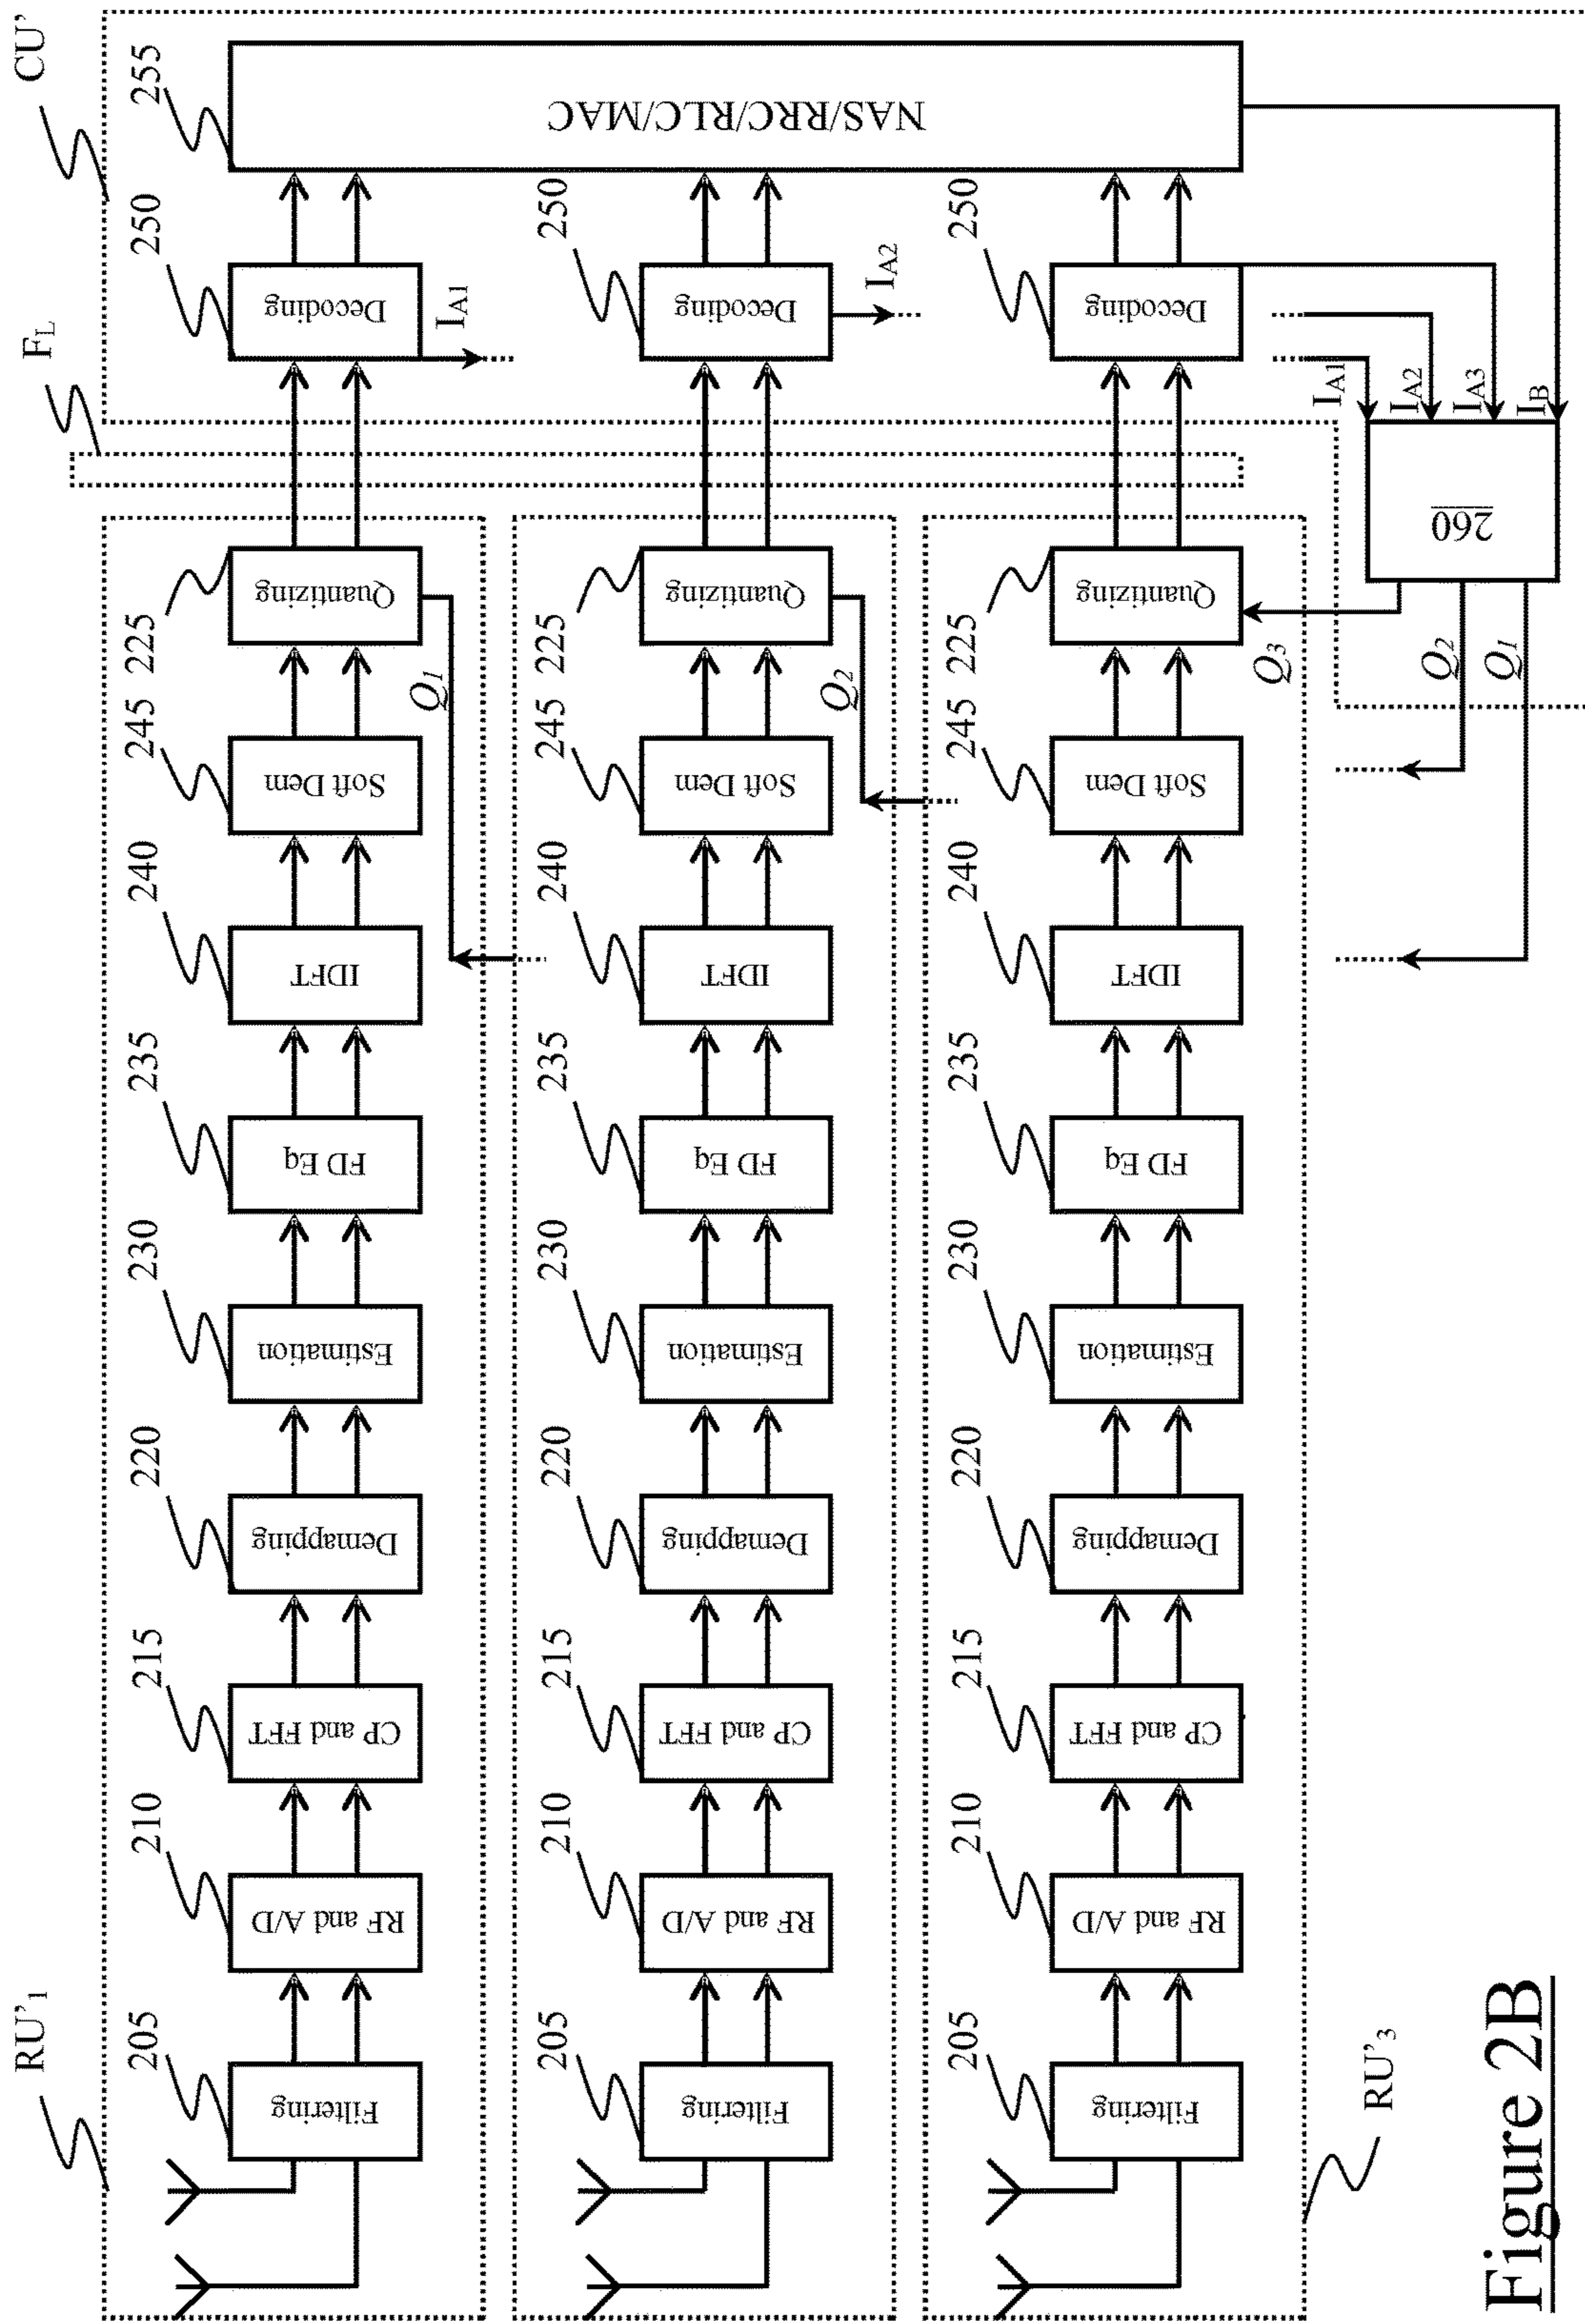 RU'1
FL
CU'
205
210
215
220
230
235
240
245
225
250
255
Filtering
RF and A/D
CP and FFT
Demapping
Estimation
FD Eq
IDFT
Soft Dem
Quantizing
Decoding
NAS/RRC/RLC/MAC
Q1
IA1
205
210
215
220
230
235
240
245
225
250
Filtering
RF and A/D
CP and FFT
Demapping
Estimation
FD Eq
IDFT
Soft Dem
Quantizing
Decoding
Q2
IA2
205
210
215
220
230
235
240
245
225
250
Filtering
RF and A/D
CP and FFT
Demapping
Estimation
FD Eq
IDFT
Soft Dem
Quantizing
Decoding
Q3
IA1
RU'3
Q2
IA2
260
IA3
Q1
IB
Figure 2B